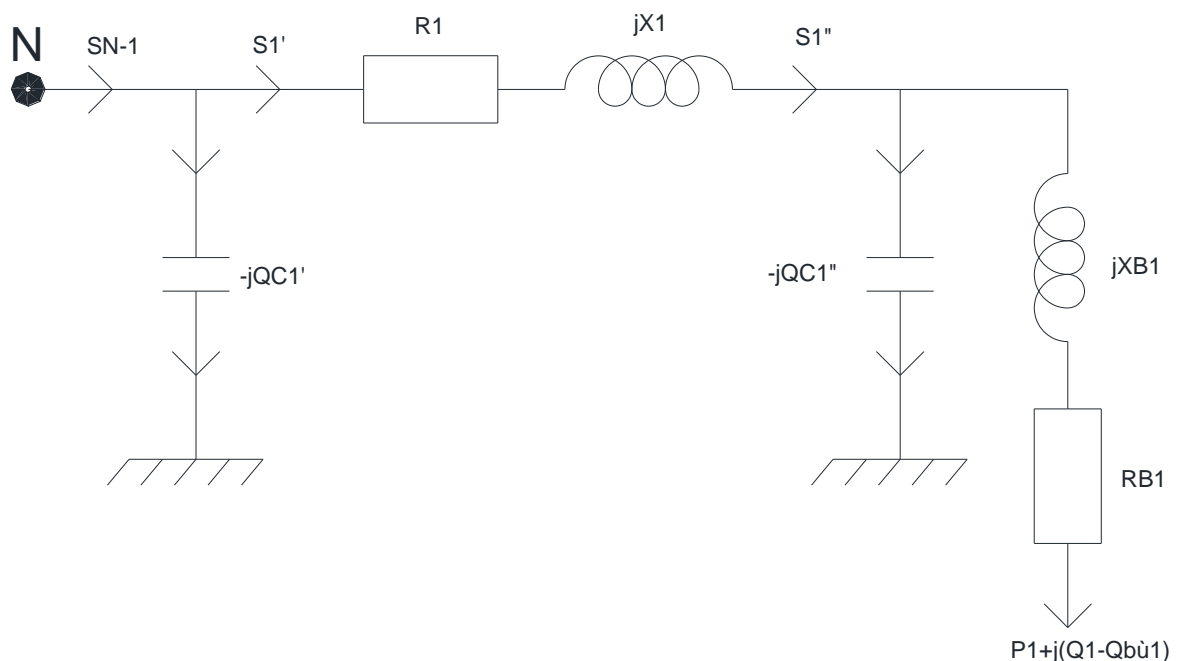 N
SN-1
S1'
R1
jX1
S1"
-jQC1'
-jQC1"
jXB1
RB1
P1+j(Q1-Qbù1)